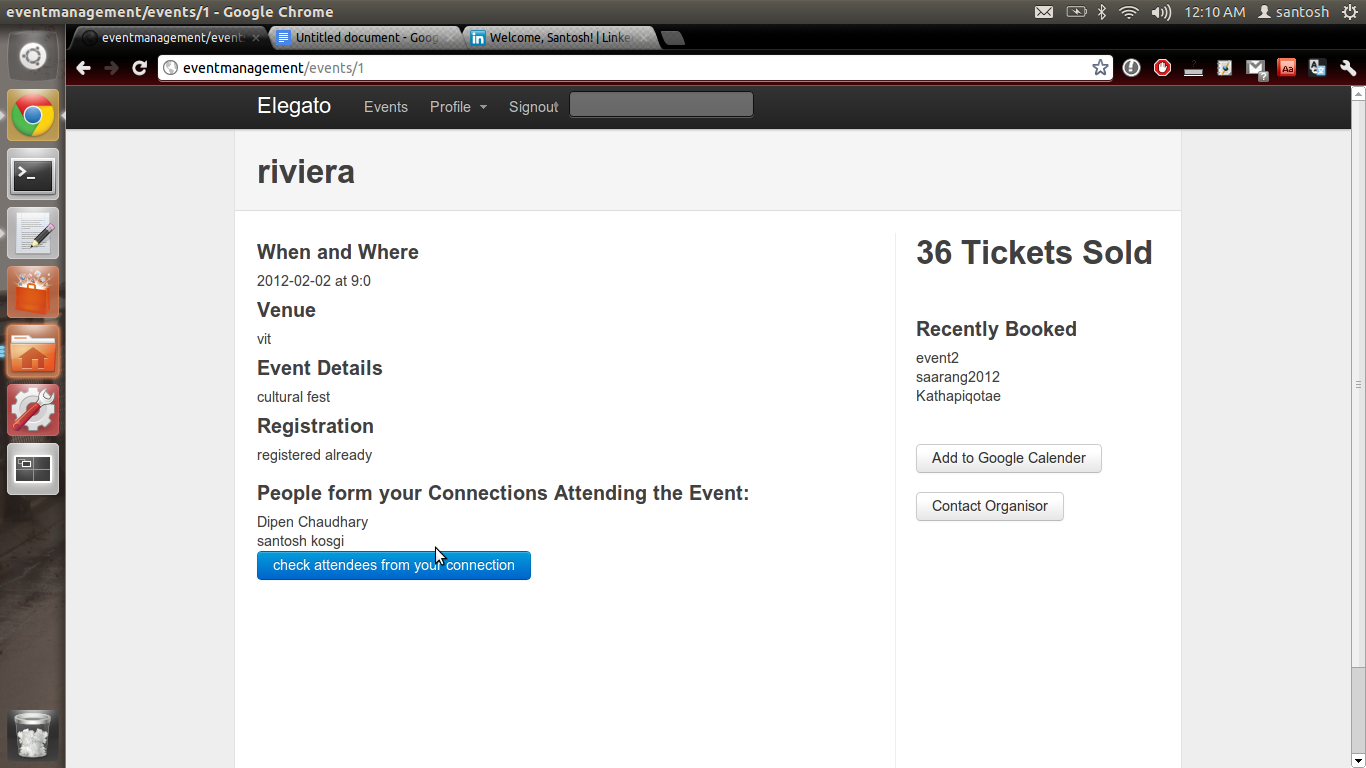 eventmanagement/events/1 - Google Chrome
12:10 AM santosh
eventmanagement/event
Untitled document - Goog
Welcome, Santosh! | Linke
eventmanagement/events/1
Elegato Events Profile Signout
riviera
When and Where
2012-02-02 at 9:0
Venue
vit
Event Details
cultural fest
Registration
registered already
People form your Connections Attending the Event:
Dipen Chaudhary
santosh kosgi
check attendees from your connection
36 Tickets Sold
Recently Booked
event2
saarang2012
Kathapiqotae
Add to Google Calender
Contact Organisor